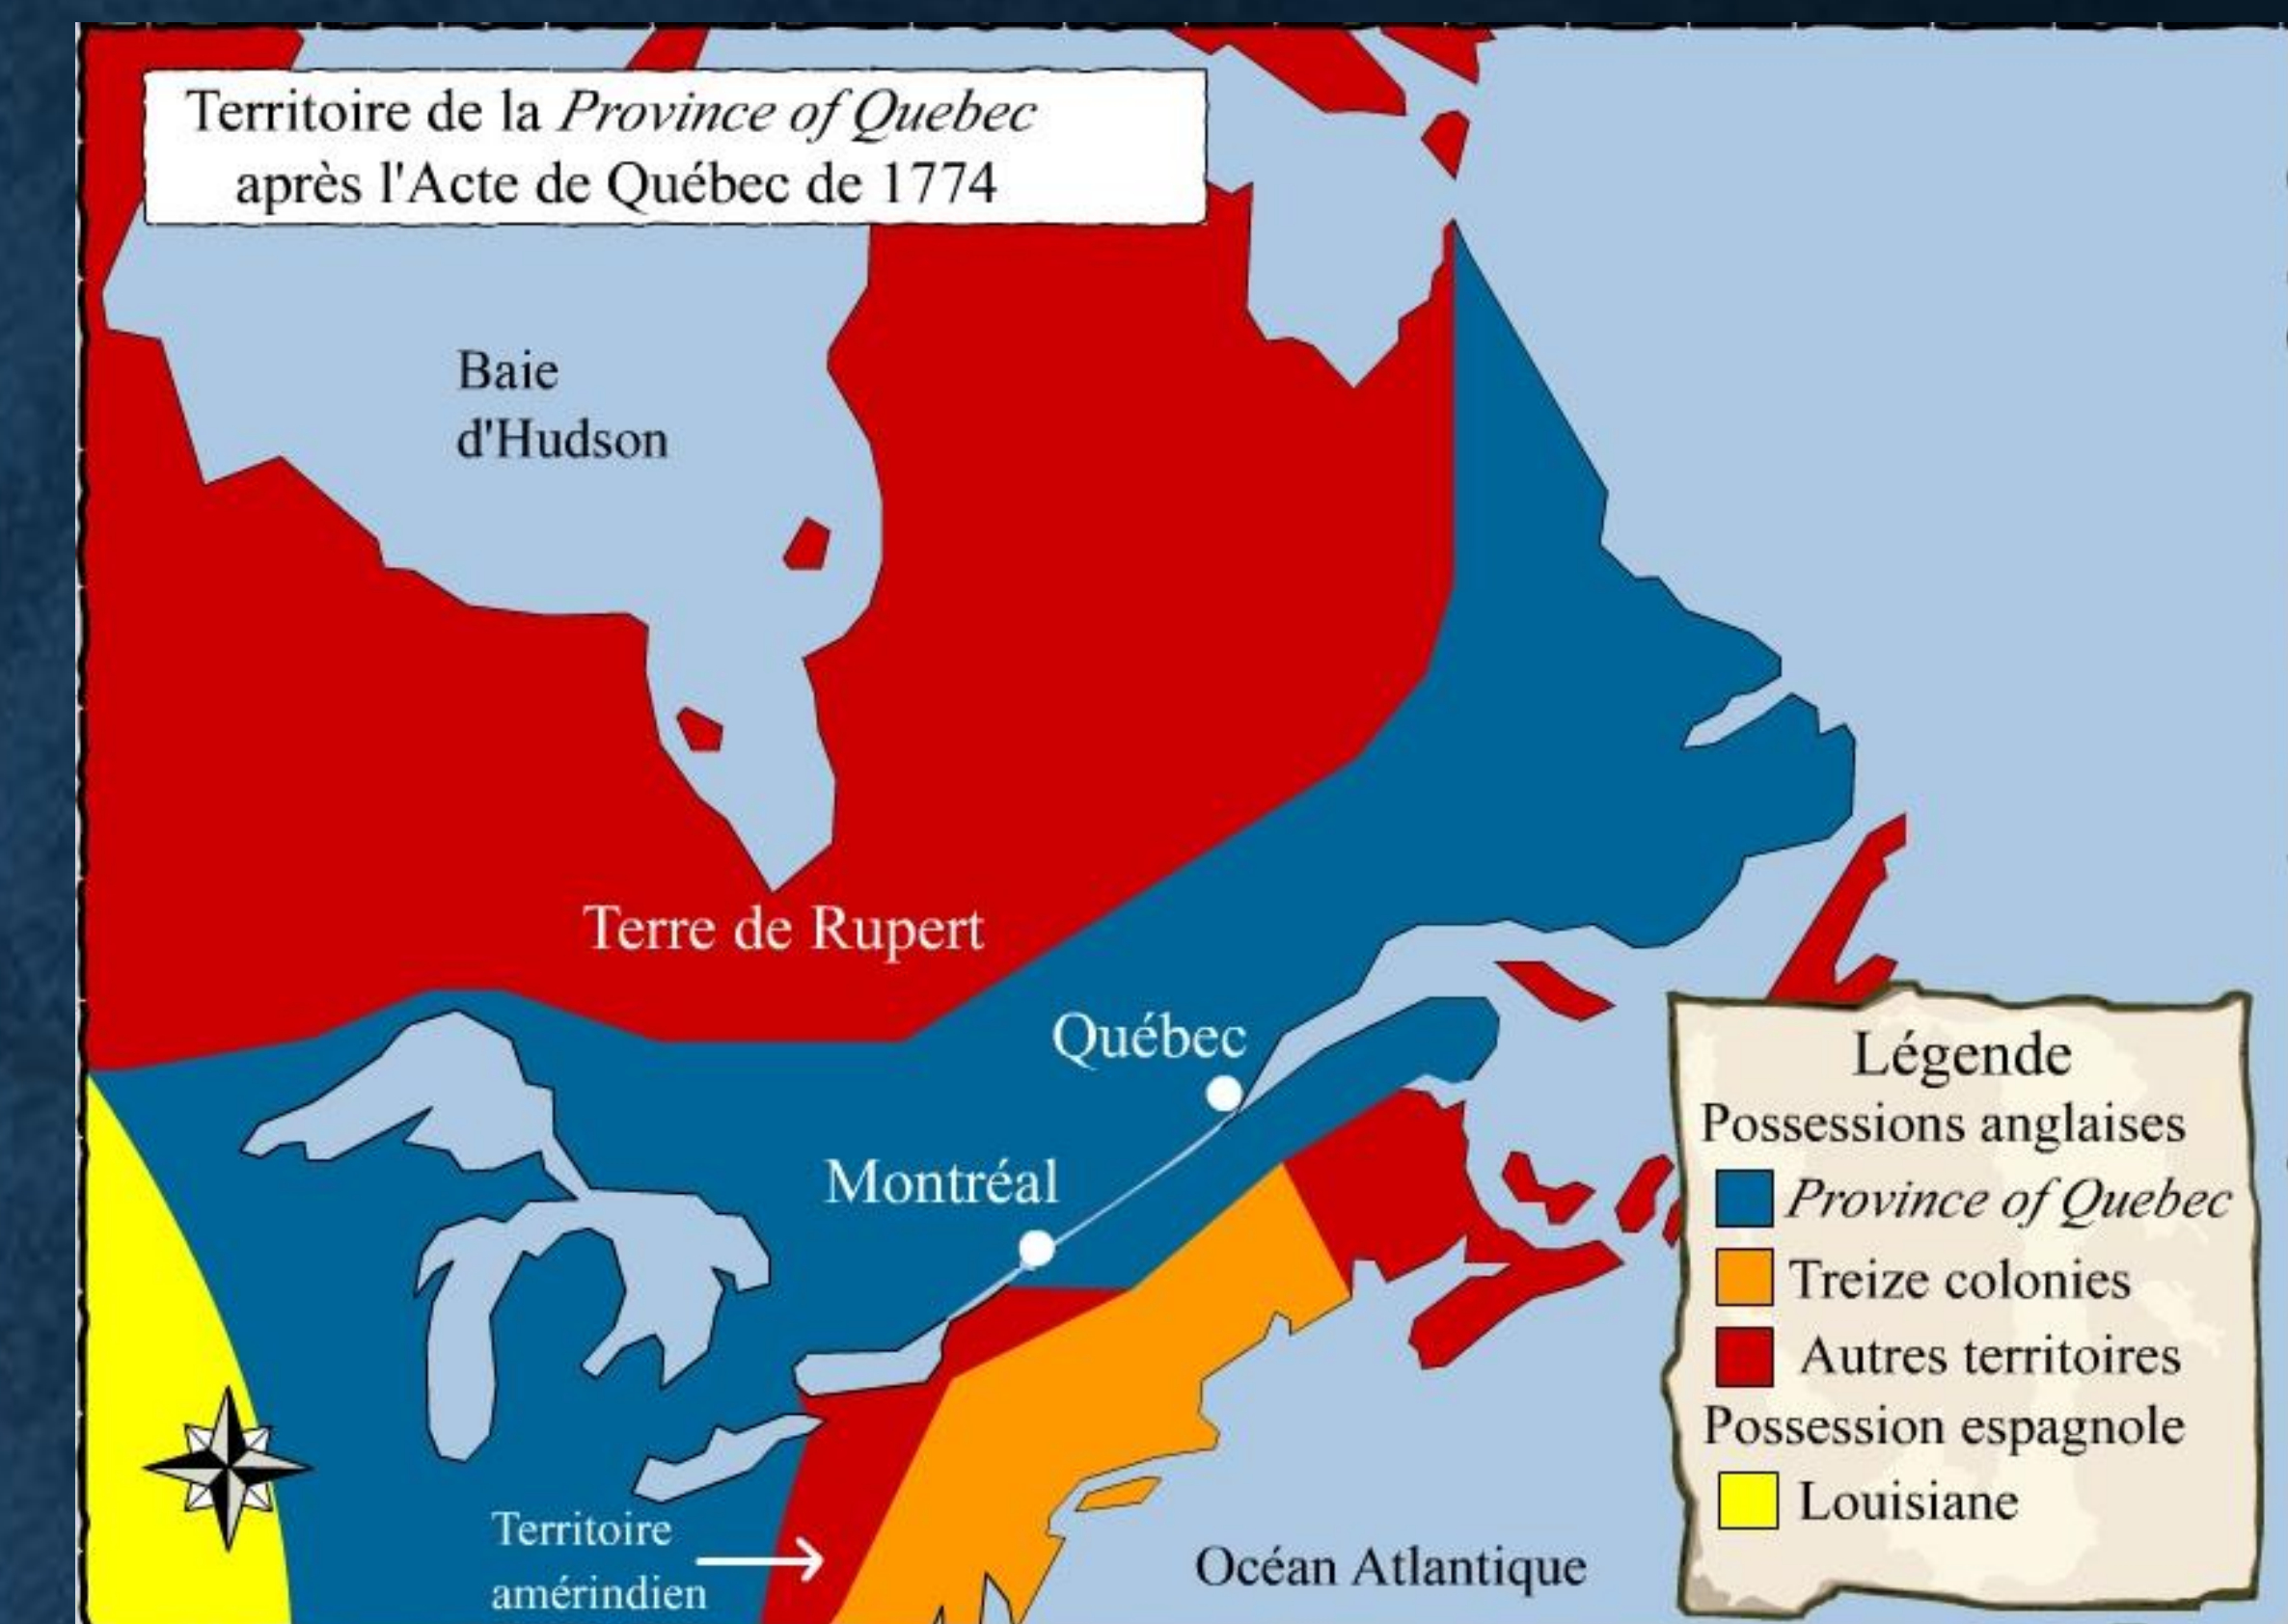 Territoire de la Province of Quebec
après l'Acte de Québec de 1774
Baie
d'Hudson
Terre de Rupert
Québec
Montréal
Territoire
amérindien
Océan Atlantique
Légende
Possessions anglaises
Province of Quebec
Treize colonies
Autres territoires
Possession espagnole
Louisiane